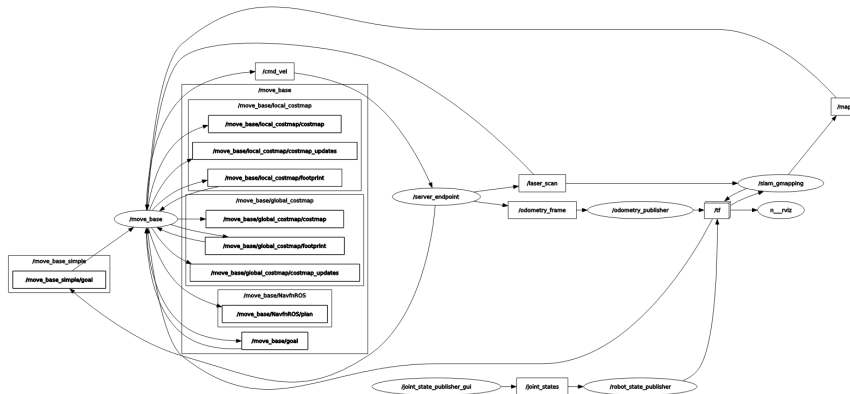 /cmd_vel
/move_base
/move_base/local_costmap
/move_base/local_costmap/costmap
/move_base/local_costmap/costmap_updates
/move_base/local_costmap/footprint
/move_base/global_costmap
/move_base/global_costmap/costmap
/move_base/global_costmap/footprint
/move_base/global_costmap/costmap_updates
/move_base/NavfnROS
/move_base/NavfnROS/plan
/move_base/goal
/move_base
/move_base_simple
/move_base_simple/goal
/server_endpoint
/laser_scan
/odometry_frame
/odometry_publisher
/tf
/slam_gmapping
n__rviz
/map
/joint_state_publisher_gui
/joint_states
/robot_state_publisher